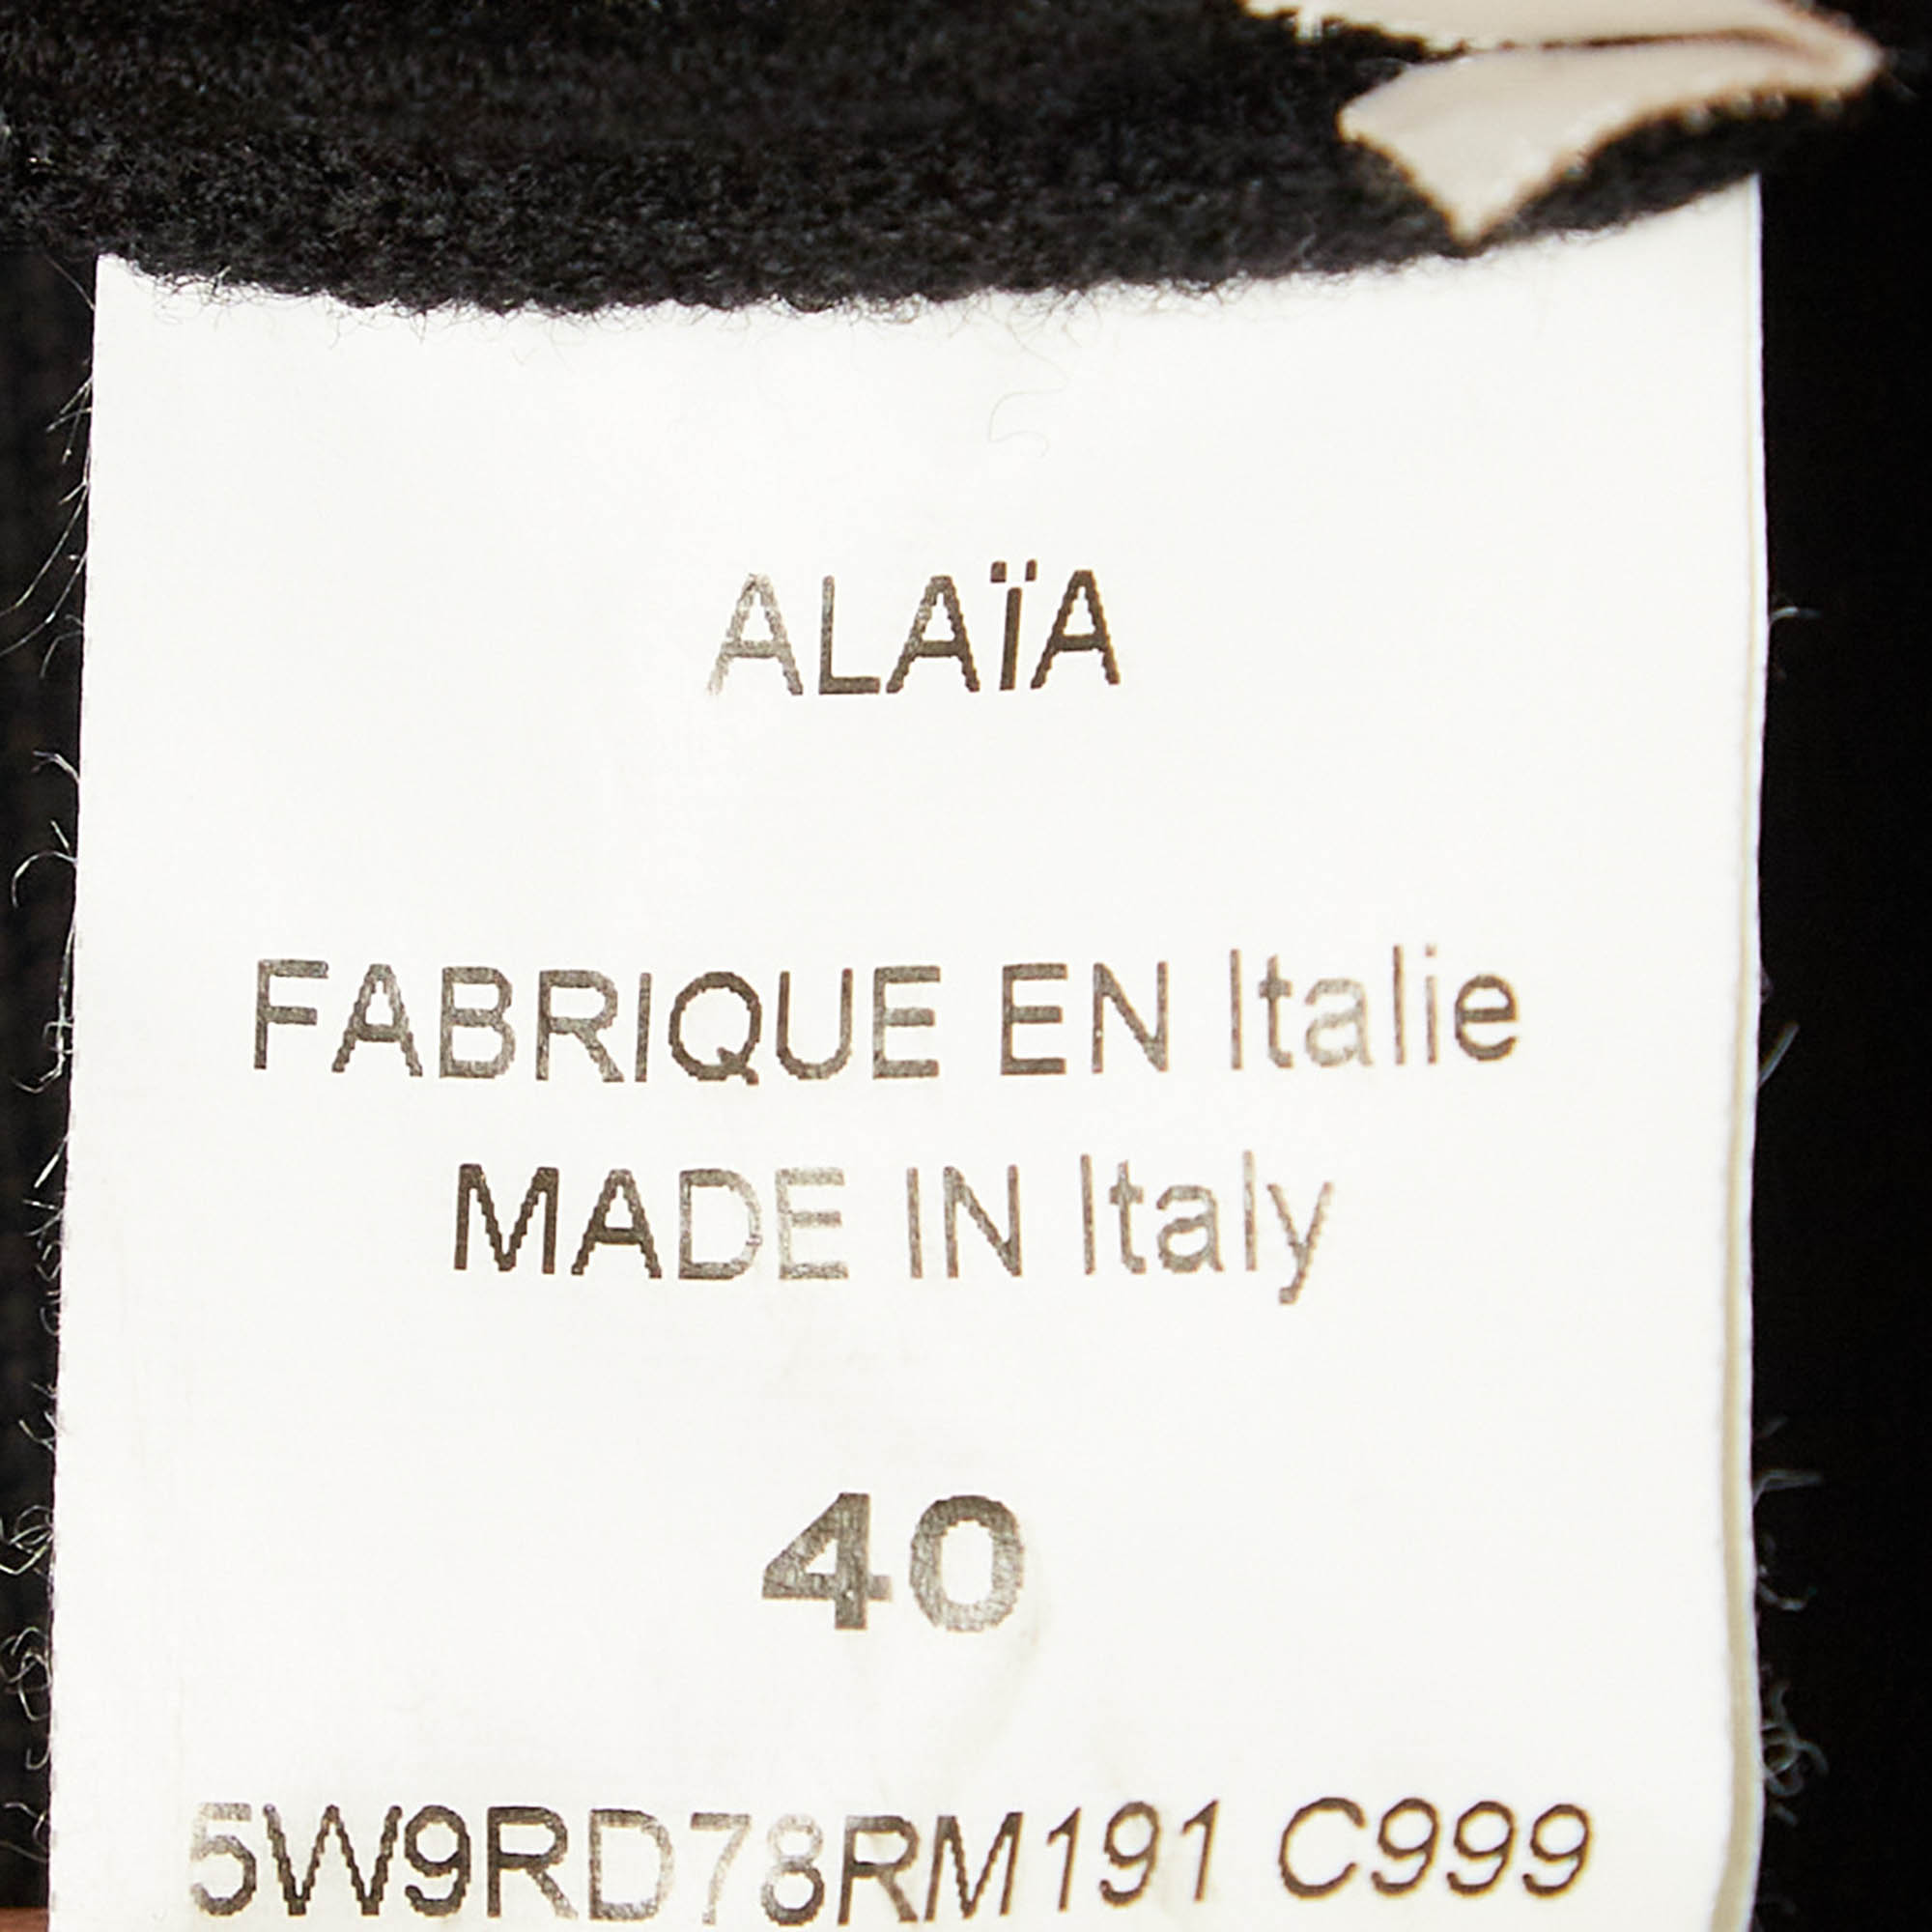 ALAÏA
FABRIQUE EN Italie
MADE IN Italy
40
5W9RD78RM191 C999